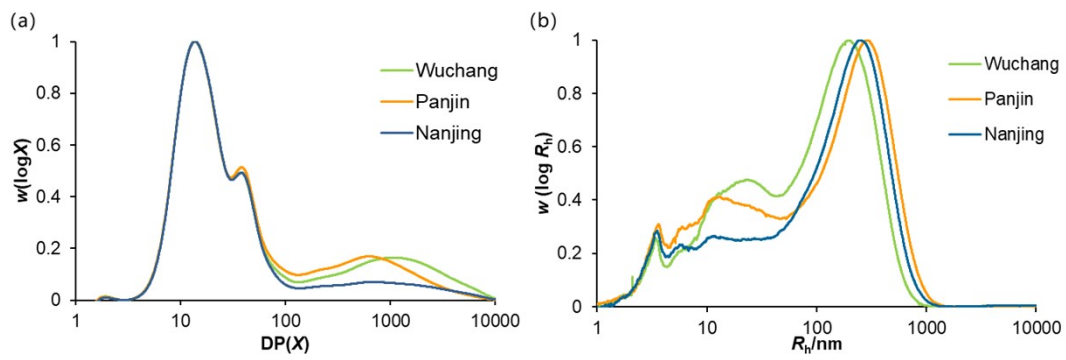 (a)
1
0.8
0.6
0.4
0.2
0
w(logX)
1 10 100 1000 10000
DP(X)
Wuchang
Panjin
Nanjing
(b)
1
0.8
0.6
0.4
0.2
0
w (log Rh)
1 10 100 1000 10000
Rh/nm
Wuchang
Panjin
Nanjing